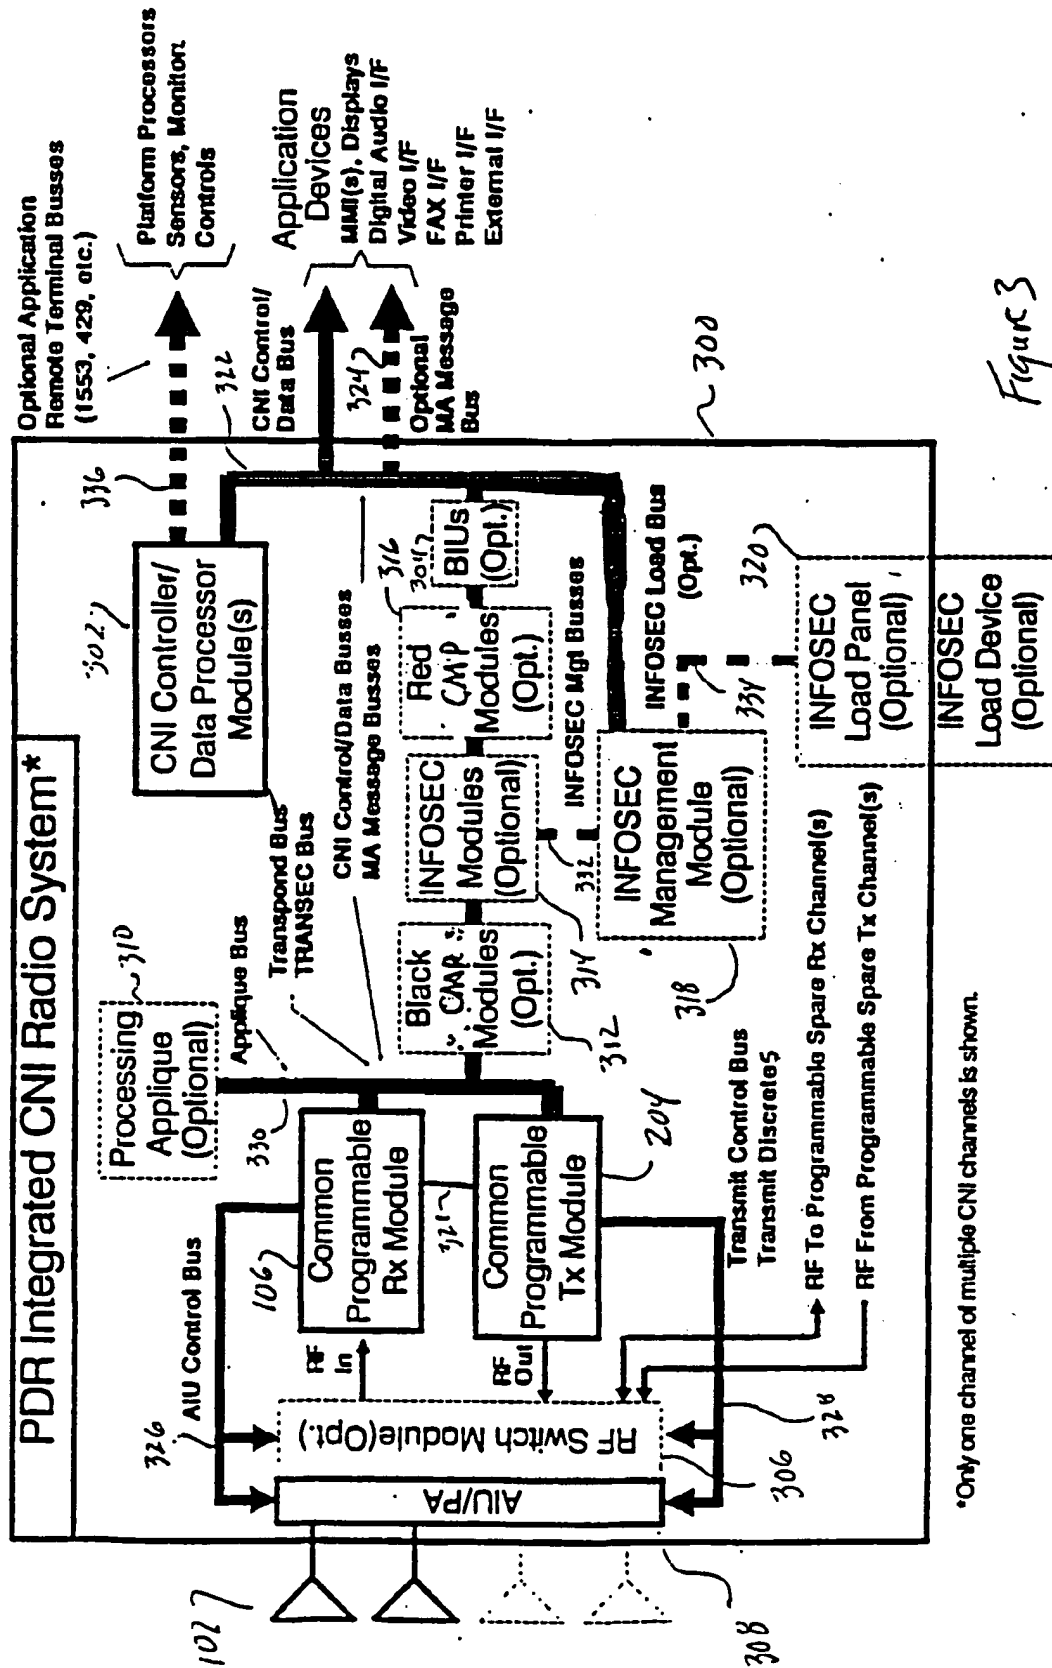 PDR Integrated CNI Radio System*
Optional Application
Remote Terminal Busses
(1553, 429, etc.)
Platform Processors
Sensors, Monitors
Controls
336
322
302
CNI Controller/
Data Processor
Module(s)
CNI Control/
Data Bus
Application
Devices
MMI(s), Displays
Digital Audio I/F
Video I/F
FAX I/F
Printer I/F
External I/F
324
Optional
MA Message
Bus
Processing
Applique
(Optional)
310
Applique Bus
330
Transpond Bus
TRANSEC Bus
CNI Control/Data Busses
MA Message Busses
326
AIU Control Bus
106
Common
Programmable
Rx Module
RF
In
Black
CMP
Modules
(Opt.)
312
INFOSEC
Modules
(Optional)
314
Red
CMP
Modules
(Opt.)
316
BIUs
(Opt.)
304
321
Common
Programmable
Tx Module
204
RF
Out
332
INFOSEC Mgt Busses
INFOSEC
Management
Module
(Optional)
318
INFOSEC Load Bus
(Opt.)
334
320
INFOSEC
Load Panel
(Optional)
INFOSEC
Load Device
(Optional)
102
AIU/PA
RF Switch Module(Opt.)
308
306
328
Transmit Control Bus
Transmit Discretes
RF To Programmable Spare Rx Channel(s)
RF From Programmable Spare Tx Channel(s)
300
*Only one channel of multiple CNI channels is shown.
Figure 3